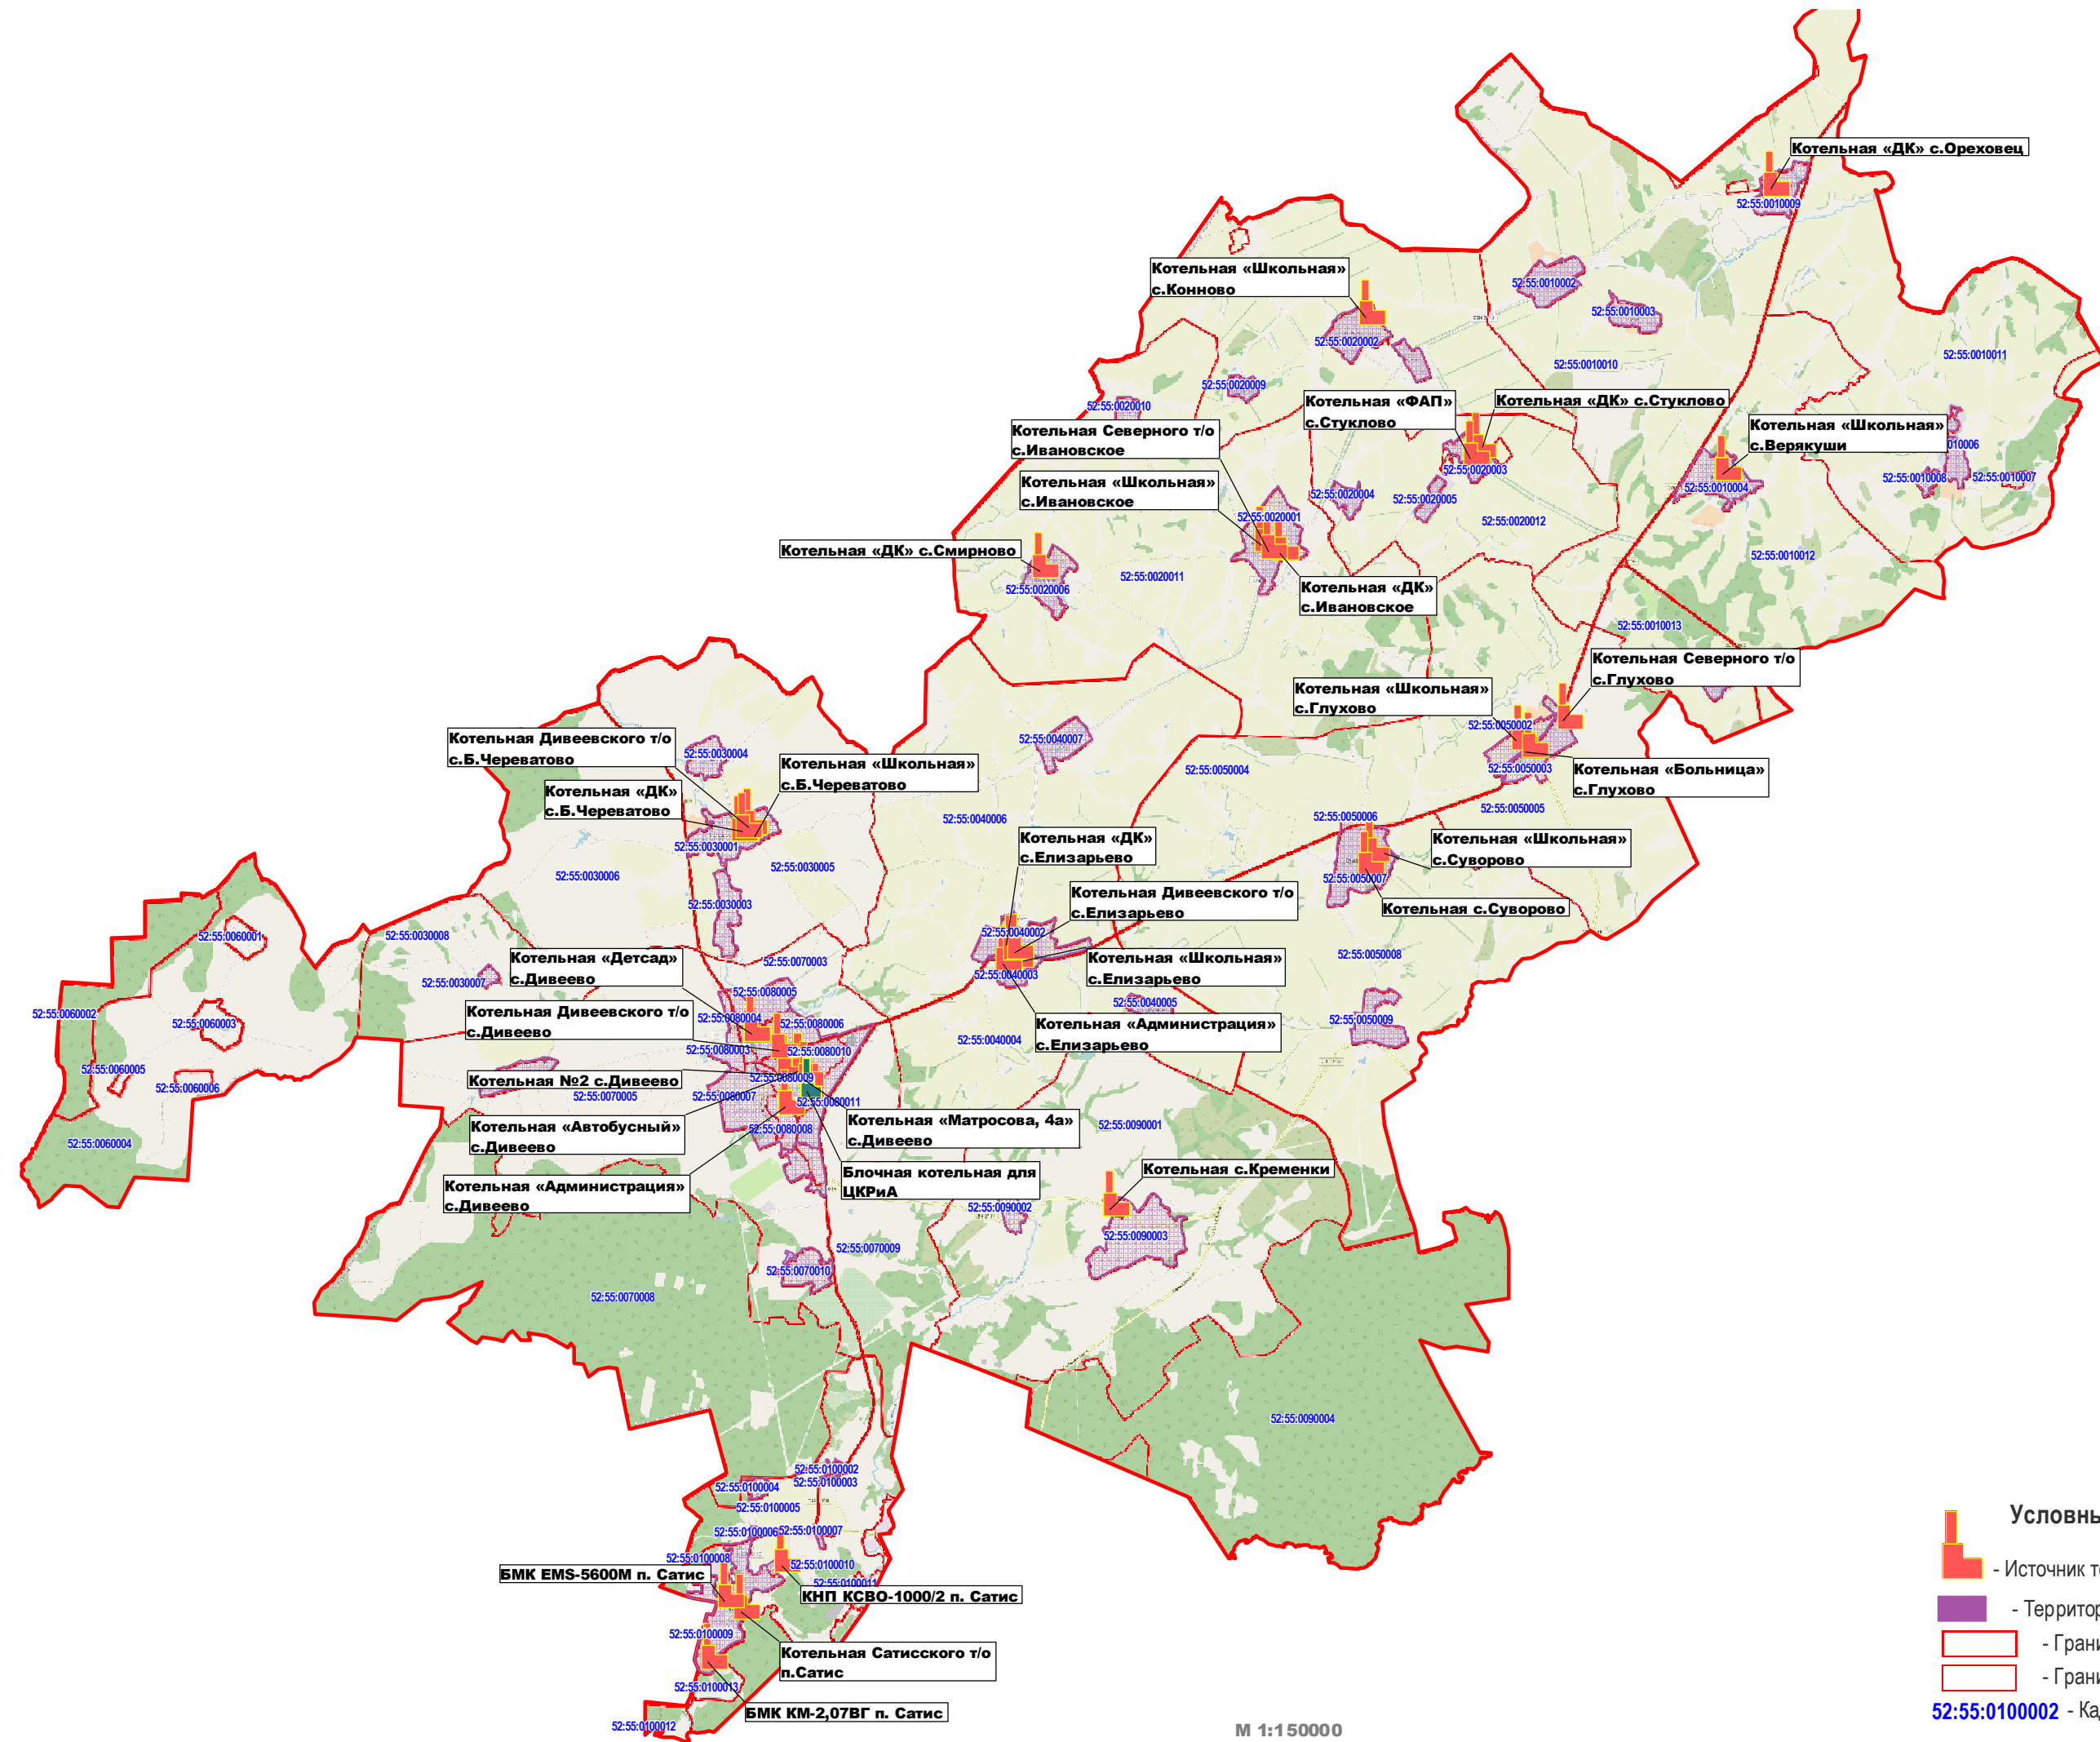 Котельная «ДК» с.Ореховец
52:55:0010009
Котельная «Школьная»
с.Конново
52:55:0010002
52:55:0010003
52:55:0020002
52:55:0010011
52:55:0010010
52:55:0020009
52:55:0020010
Котельная «ФАП»
с.Стуклово
Котельная «ДК» с.Стуклово
Котельная «Школьная»
с.Верякуши
Котельная Северного т/о
с.Ивановское
010006
52:55:0020003
52:55:0010008
52:55:0010007
52:55:0010004
Котельная «Школьная»
с.Ивановское
52:55:0020004
52:55:0020005
52:55:0020001
52:55:0020012
Котельная «ДК» с.Смирново
52:55:0010012
52:55:0020011
52:55:0020006
Котельная «ДК»
с.Ивановское
52:55:0010013
Котельная Северного т/о
с.Глухово
Котельная «Школьная»
с.Глухово
52:55:0050002
52:55:0040007
Котельная Дивеевского т/о
с.Б.Череватово
52:55:0030004
Котельная «Школьная»
с.Б.Череватово
52:55:0050004
52:55:0050003
Котельная «Больница»
с.Глухово
Котельная «ДК»
с.Б.Череватово
52:55:0050005
52:55:0050006
52:55:0040006
Котельная «ДК»
с.Елизарьево
Котельная «Школьная»
с.Суворово
52:55:0030001
52:55:0030005
52:55:0030006
52:55:0050007
Котельная Дивеевского т/о
с.Елизарьево
52:55:0030003
Котельная с.Суворово
52:55:0060001
52:55:0030008
52:55:0040002
Котельная «Детсад»
с.Дивеево
52:55:0070003
Котельная «Школьная»
с.Елизарьево
52:55:0050008
52:55:0040003
52:55:0030007
52:55:0080005
52:55:0040005
Котельная Дивеевского т/о
с.Дивеево
52:55:0060002
52:55:0060003
52:55:0080004
52:55:0080006
52:55:0050009
Котельная «Администрация»
с.Елизарьево
52:55:0040004
52:55:0080003
52:55:0080010
52:55:0060005
Котельная №2 с.Дивеево
52:55:0080009
52:55:0060006
52:55:0070005
52:55:0080007
52:55:0080011
Котельная «Автобусный»
с.Дивеево
Котельная «Матросова, 4а»
с.Дивеево
52:55:0080008
52:55:0090001
52:55:0060004
Блочная котельная для
ЦКРиА
Котельная с.Кременки
Котельная «Администрация»
с.Дивеево
52:55:0090002
52:55:0090003
52:55:0070009
52:55:0070010
52:55:0070008
52:55:0090004
52:55:0100002
52:55:0100003
52:55:0100004
52:55:0100005
52:55:0100006
52:55:0100007
52:55:0100008
52:55:0100010
БМК EMS-5600М п. Сатис
52:55:0100011
КНП КСВО-1000/2 п. Сатис
52:55:0100009
Котельная Сатисского т/о
п.Сатис
52:55:0100013
БМК КМ-2,07ВГ п. Сатис
52:55:0100012
М 1:150000
Условны
- Источник т
- Территор
- Грани
- Грани
52:55:0100002 - Ка